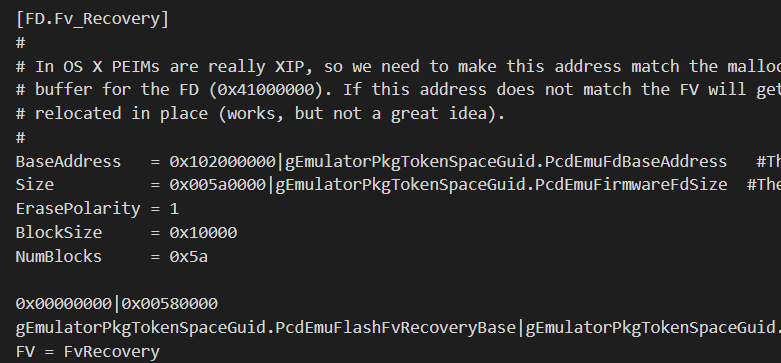 [FD.Fv_Recovery]
#
# In OS X PEIMs are really XIP, so we need to make this address match the malloc
# buffer for the FD (0x41000000). If this address does not match the FV will get
# relocated in place (works, but not a great idea).
#
BaseAddress   = 0x102000000|gEmulatorPkgTokenSpaceGuid.PcdEmuFdBaseAddress   #Th
Size          = 0x005a0000|gEmulatorPkgTokenSpaceGuid.PcdEmuFirmwareFdSize  #The
ErasePolarity = 1
BlockSize     = 0x10000
NumBlocks     = 0x5a
0x00000000|0x00580000
gEmulatorPkgTokenSpaceGuid.PcdEmuFlashFvRecoveryBase|gEmulatorPkgTokenSpaceGuid.
FV = FvRecovery